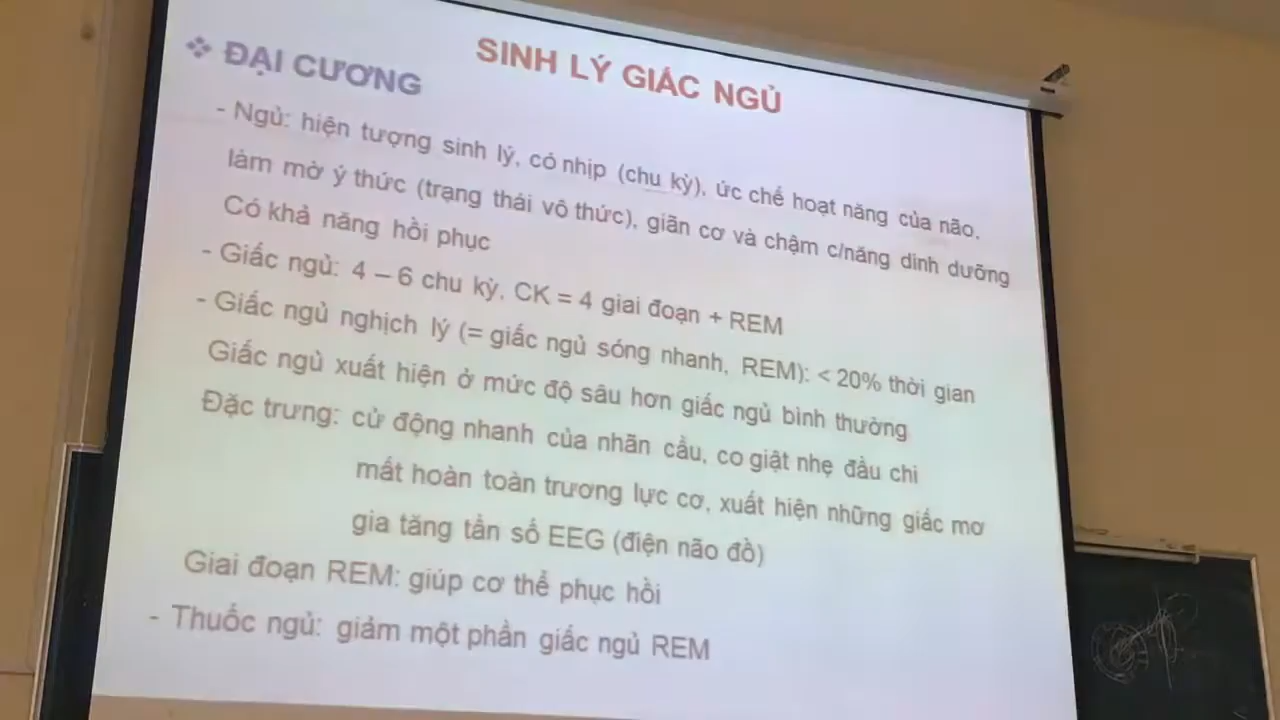 SINH LÝ GIÁC NGỦ
❖ ĐẠI CƯƠNG
- Ngủ: hiện tượng sinh lý, có nhịp (chu kỳ), ức chế hoạt năng của não,
làm mờ ý thức (trạng thái vô thức), giãn cơ và chậm c/năng dinh dưỡng
Có khả năng hồi phục
- Giấc ngủ: 4 – 6 chu kỳ, CK = 4 giai đoạn + REM
- Giấc ngủ nghịch lý (= giấc ngủ sóng nhanh, REM): < 20% thời gian
Giấc ngủ xuất hiện ở mức độ sâu hơn giấc ngủ bình thường
Đặc trưng: cử động nhanh của nhãn cầu, co giật nhẹ đầu chi
mất hoàn toàn trương lực cơ, xuất hiện những giấc mơ
gia tăng tần số EEG (điện não đồ)
Giai đoạn REM: giúp cơ thể phục hồi
- Thuốc ngủ: giảm một phần giấc ngủ REM